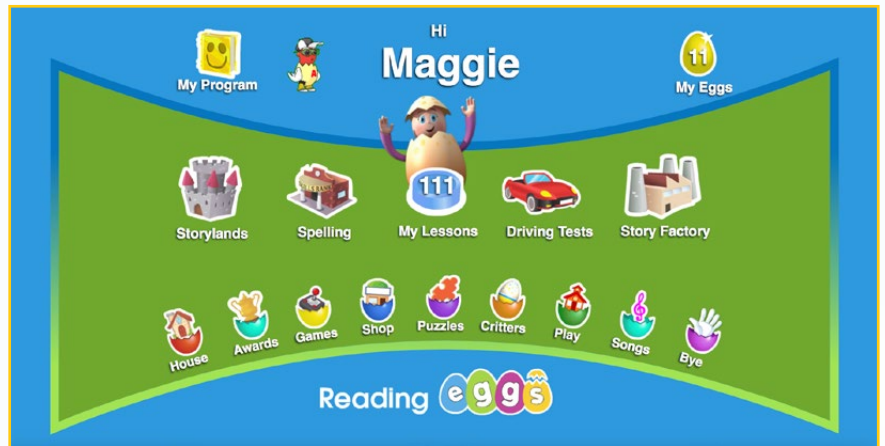 Hi
Maggie
My Program
11
My Eggs
111
Storylands
Spelling
My Lessons
Driving Tests
Story Factory
House
Awards
Games
Shop
Puzzles
Critters
Play
Songs
Bye
Reading eggs